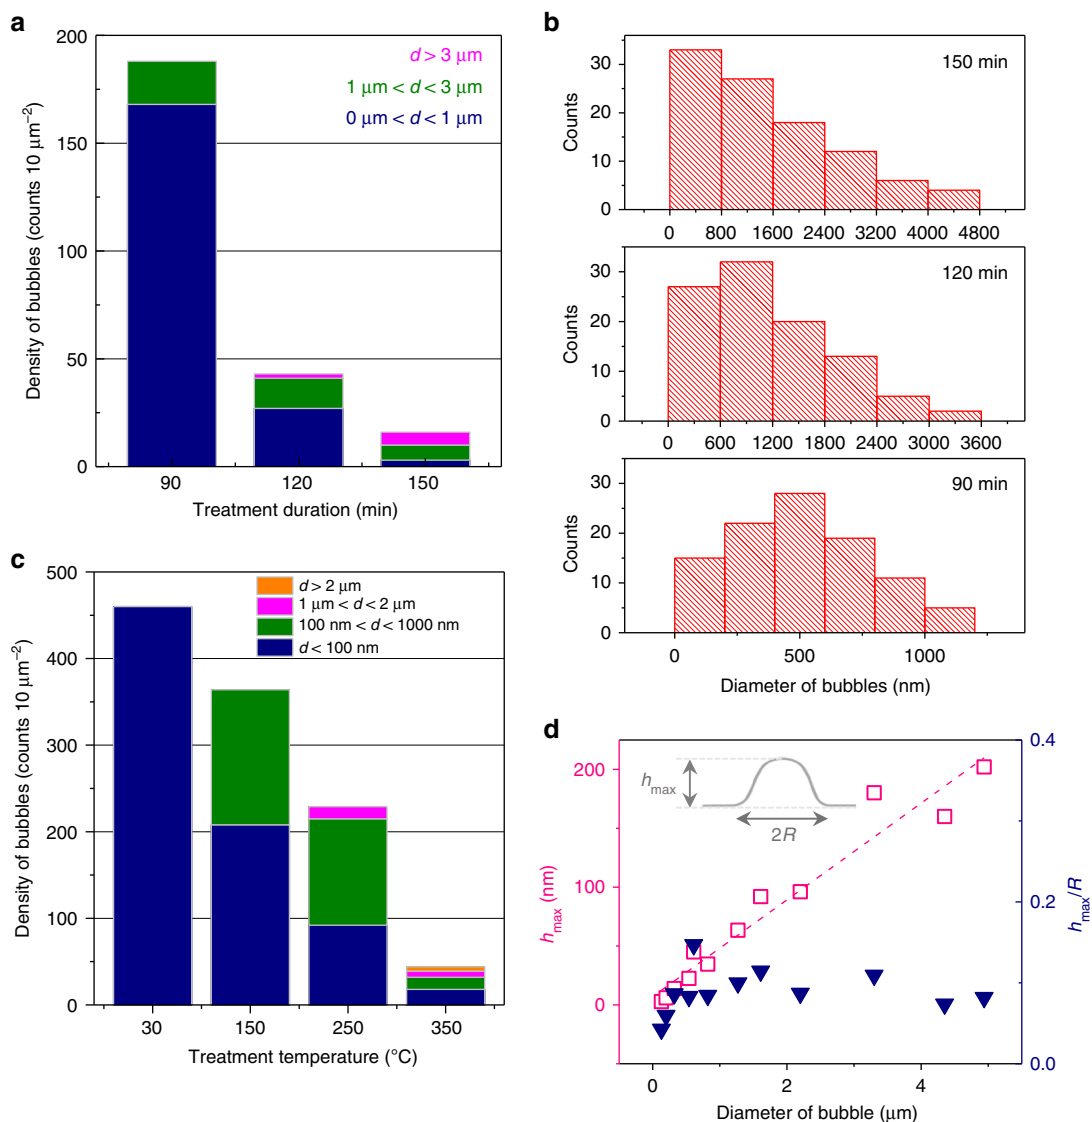 a
200
150
100
50
0
Density of bubbles (counts 10 μm⁻²)
d > 3 μm
1 μm < d < 3 μm
0 μm < d < 1 μm
90 120 150
Treatment duration (min)
b
150 min
30
20
10
0
Counts
0 800 1600 2400 3200 4000 4800
120 min
30
20
10
0
Counts
0 600 1200 1800 2400 3000 3600
90 min
30
20
10
0
Counts
0 500 1000
Diameter of bubbles (nm)
c
500
400
300
200
100
0
Density of bubbles (counts 10 μm⁻²)
d > 2 μm
1 μm < d < 2 μm
100 nm < d < 1000 nm
d < 100 nm
30 150 250 350
Treatment temperature (°C)
d
200
100
0
hmax (nm)
hmax
2R
0.4
0.2
0.0
hmax/R
0 2 4
Diameter of bubble (μm)